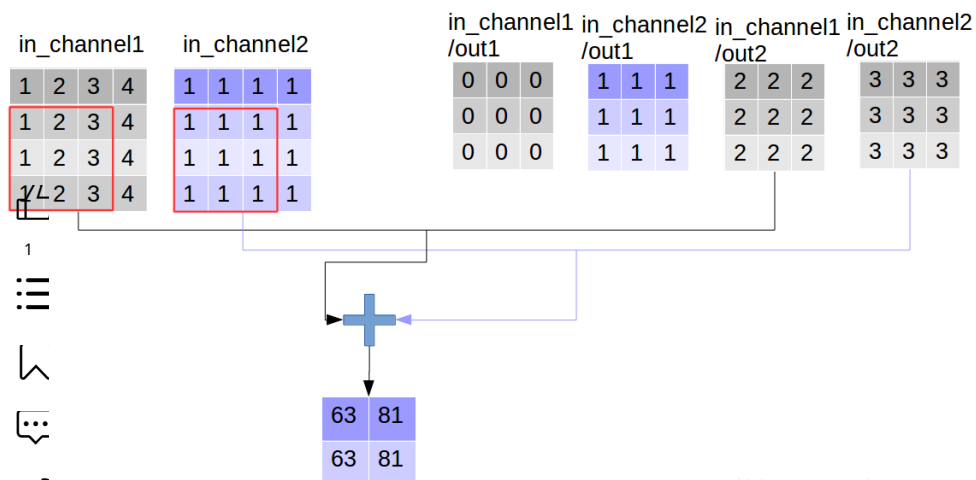 in_channel1
in_channel2
in_channel1
/out1
in_channel2
/out1
in_channel1
/out2
in_channel2
/out2
1 2 3 4
1 2 3 4
1 2 3 4
2 3 4
1 1 1 1
1 1 1 1
1 1 1 1
1 1 1 1
0 0 0
0 0 0
0 0 0
1 1 1
1 1 1
1 1 1
2 2 2
2 2 2
2 2 2
3 3 3
3 3 3
3 3 3
1
63 81
63 81